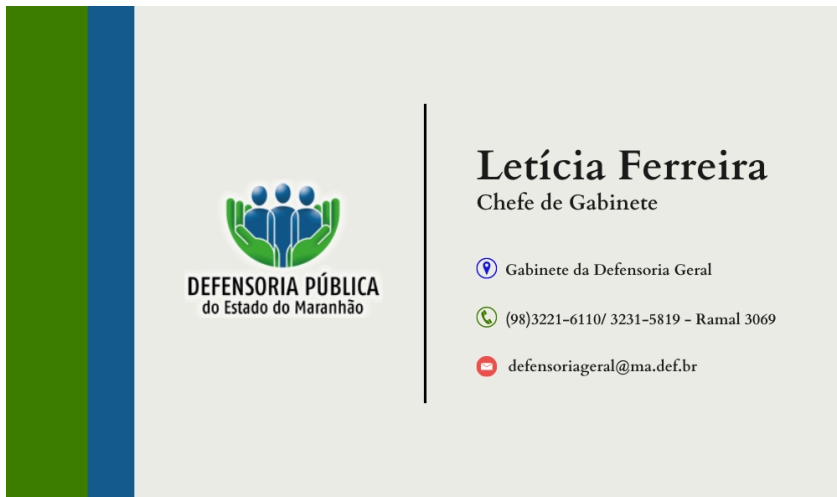 DEFENSORIA PÚBLICA
do Estado do Maranhão
Letícia Ferreira
Chefe de Gabinete
Gabinete da Defensoria Geral
(98)3221-6110/ 3231-5819 - Ramal 3069
defensoriageral@ma.def.br